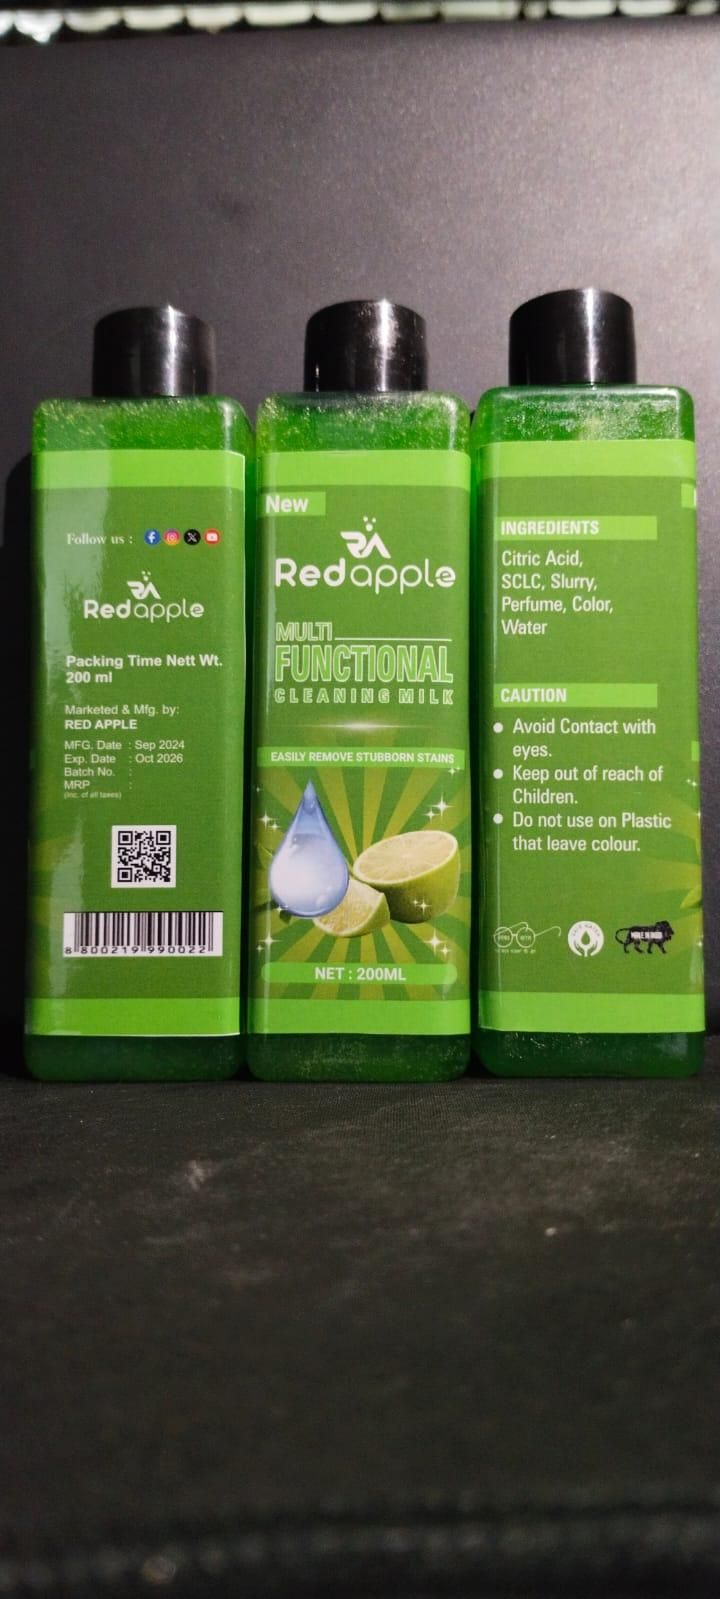 Follow us :
RA
Redapple
Packing Time Nett Wt.
200 ml
Marketed & Mfg. by:
RED APPLE
MFG. Date : Sep 2024
Exp. Date : Oct 2026
Batch No. :
MRP :
(Inc. of all taxes)
8 800219 990022
New
RA
Redapple
MULTI
FUNCTIONAL
CLEANING MILK
EASILY REMOVE STUBBORN STAINS
NET : 200ML
INGREDIENTS
Citric Acid,
SCLC, Slurry,
Perfume, Color,
Water
CAUTION
Avoid Contact with
eyes.
Keep out of reach of
Children.
Do not use on Plastic
that leave colour.
MAKE IN INDIA